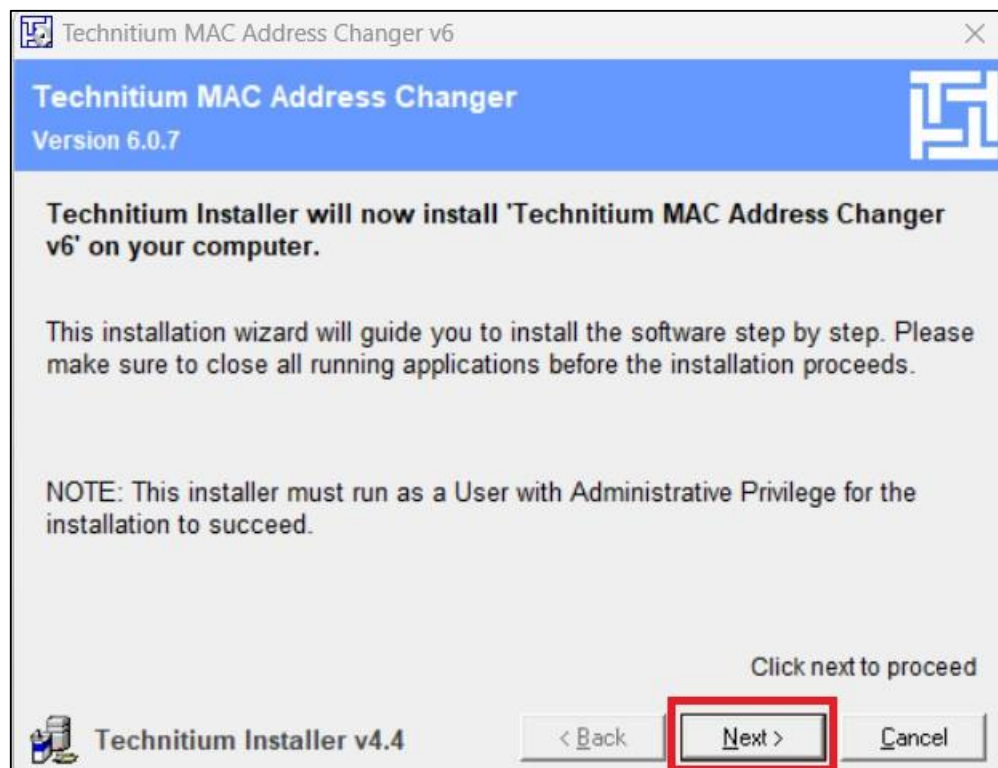 Technitium MAC Address Changer v6
Technitium MAC Address Changer
Version 6.0.7
Technitium Installer will now install 'Technitium MAC Address Changer
v6' on your computer.
This installation wizard will guide you to install the software step by step. Please
make sure to close all running applications before the installation proceeds.
NOTE: This installer must run as a User with Administrative Privilege for the
installation to succeed.
Click next to proceed
Technitium Installer v4.4
< Back
Next >
Cancel